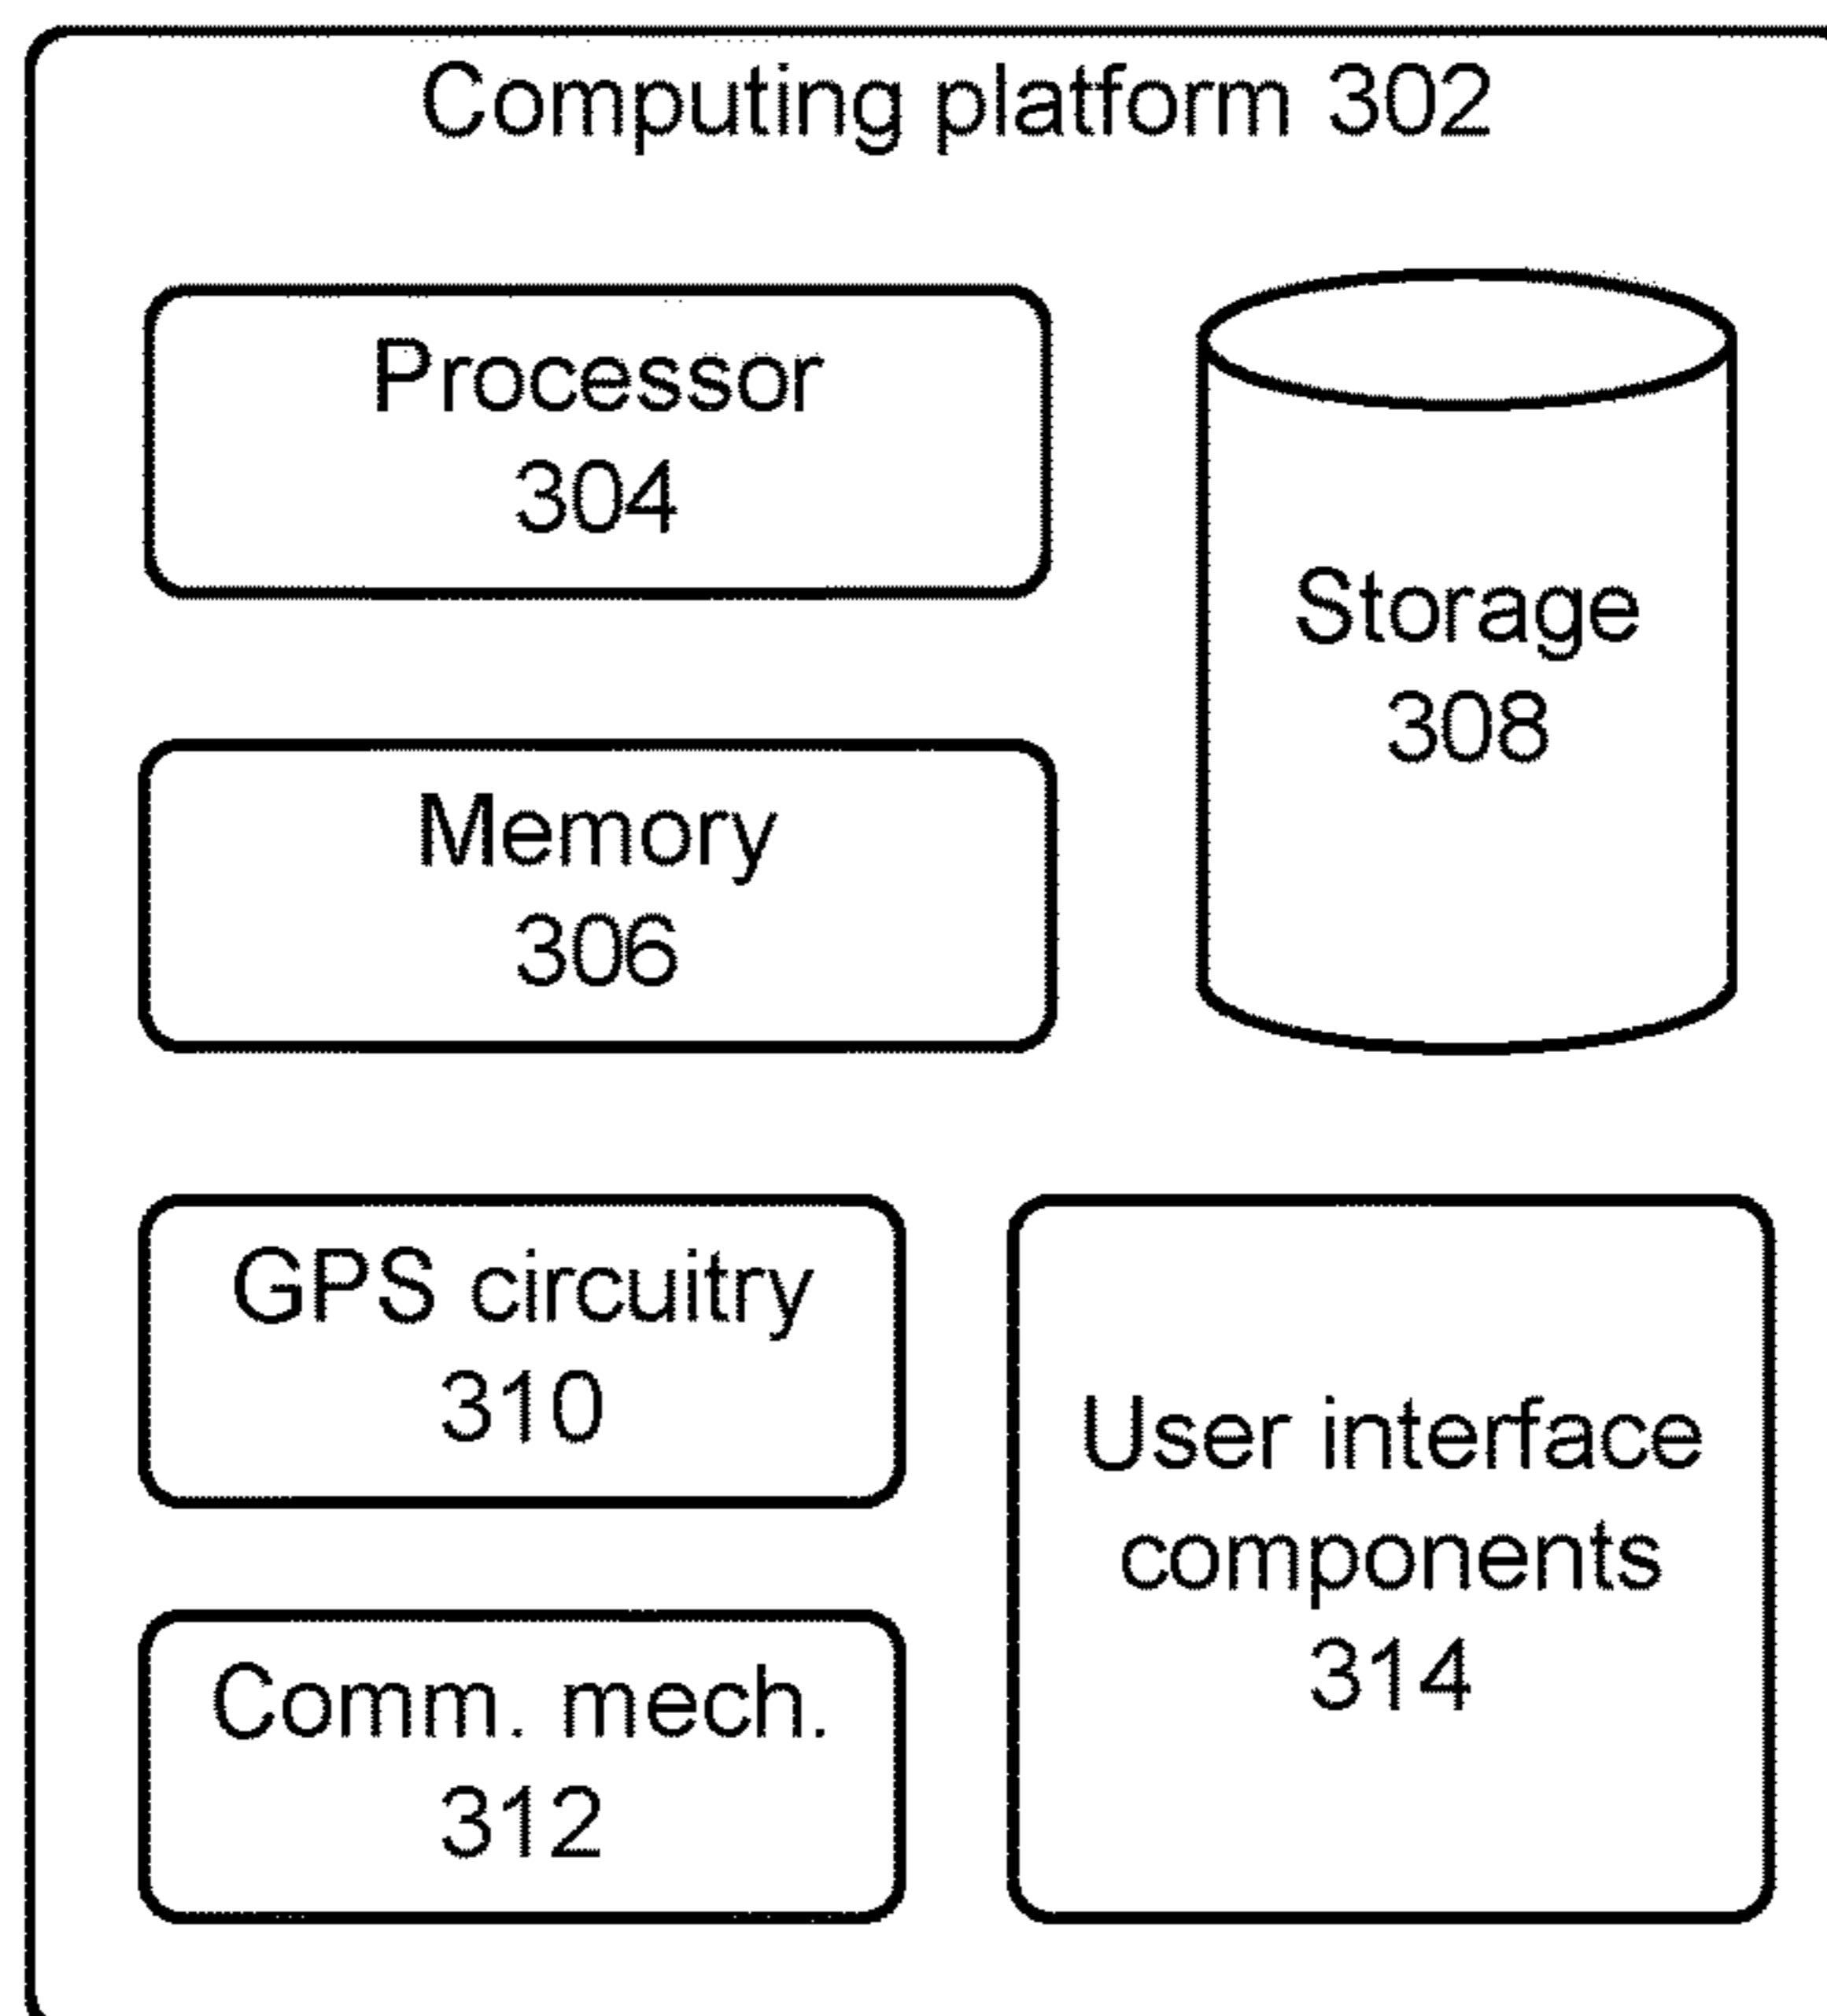 Computing platform 302
Processor
304
Storage
308
Memory
306
GPS circuitry
310
User interface
components
314
Comm. mech.
312